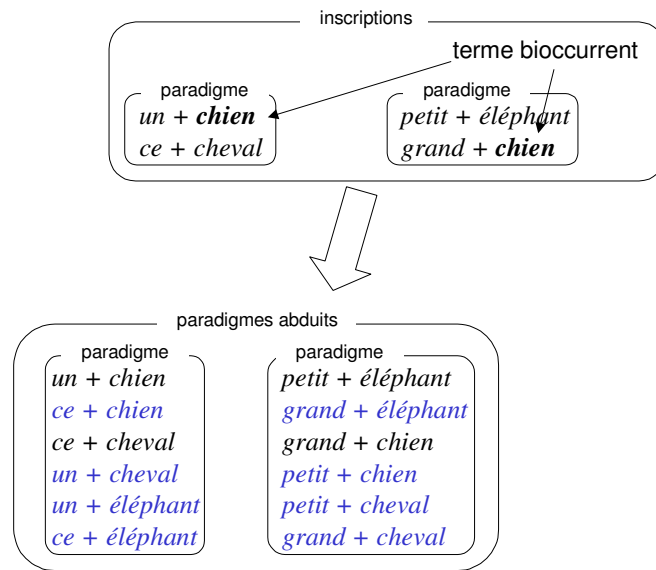 inscriptions
terme bioccurrent
paradigme
un + chien
ce + cheval
paradigme
petit + éléphant
grand + chien
paradigmes abduits
paradigme
un + chien
ce + chien
ce + cheval
un + cheval
un + éléphant
ce + éléphant
paradigme
petit + éléphant
grand + éléphant
grand + chien
petit + chien
petit + cheval
grand + cheval